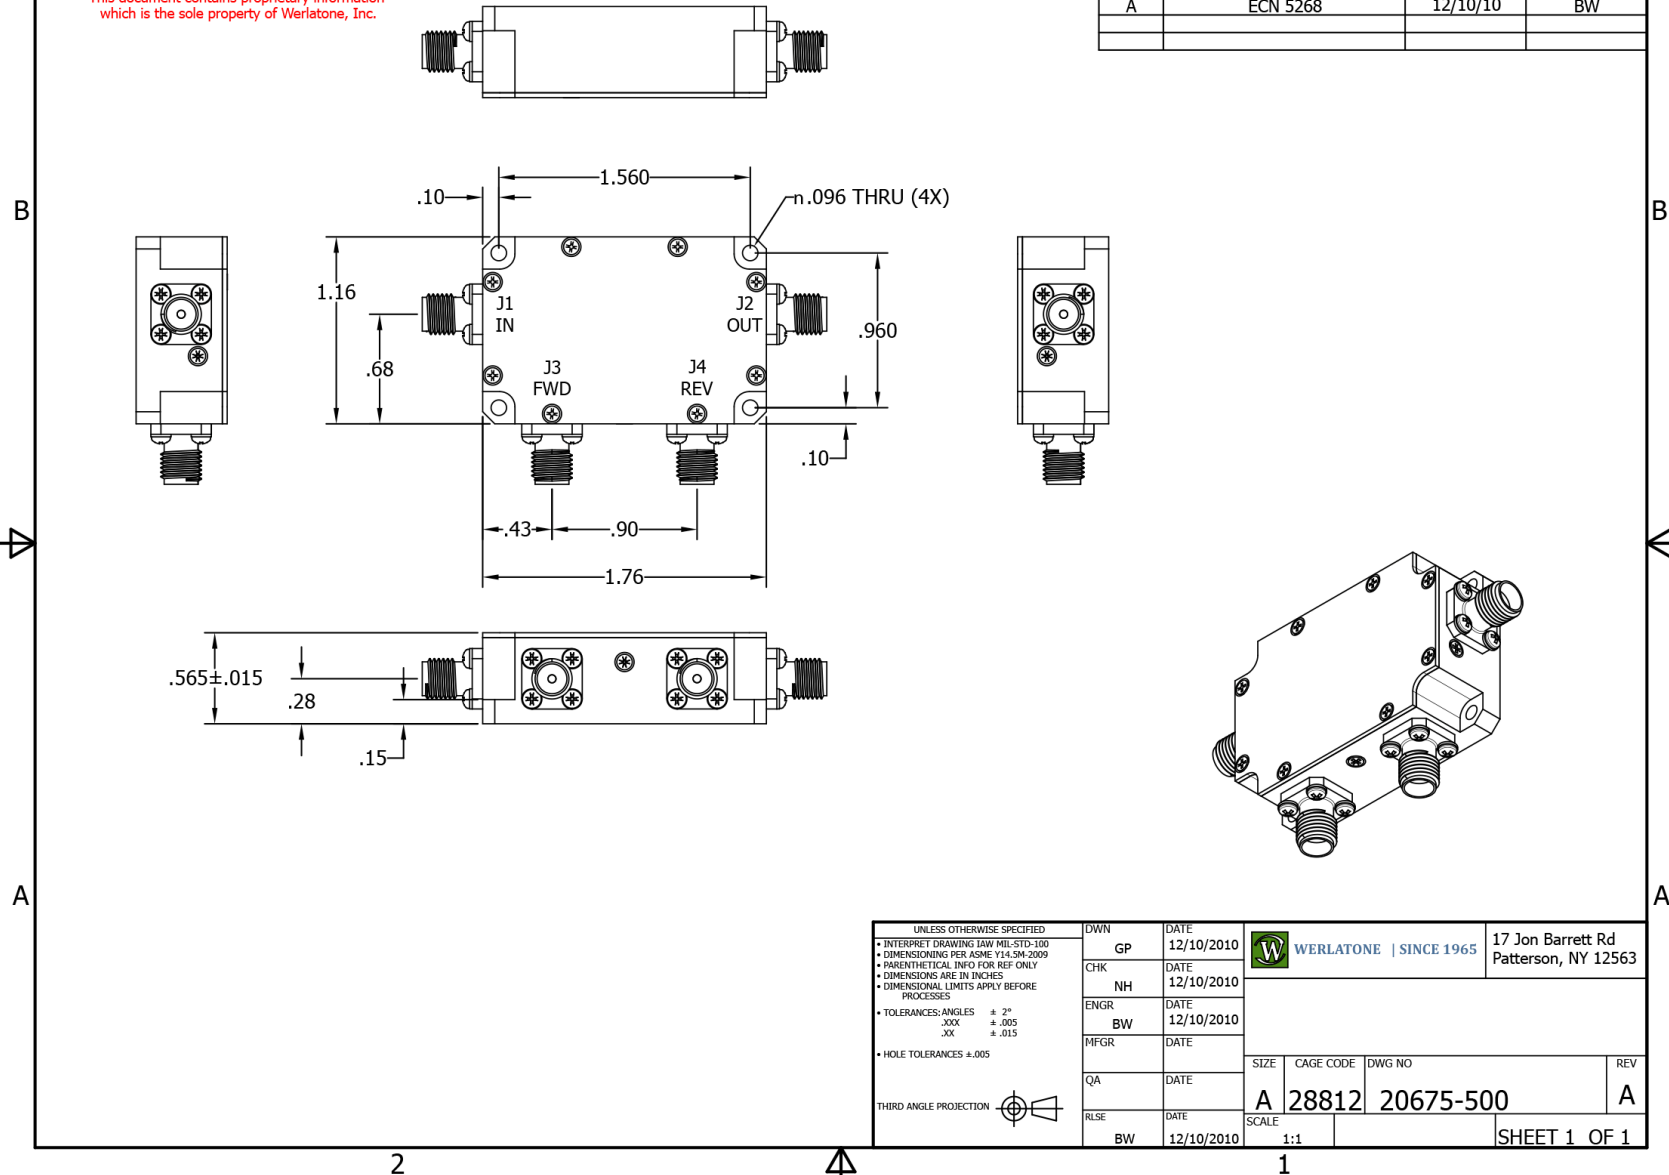 This document contains proprietary information
which is the sole property of Werlatone, Inc.
A ECN 5268 12/10/10 BW
1.560
.10
n.096 THRU (4X)
B
B
1.16
J1
IN
J2
OUT
.960
.68
J3
FWD
J4
REV
.10
.43
.90
1.76
.565±.015
.28
.15
A
A
UNLESS OTHERWISE SPECIFIED
• INTERPRET DRAWING IAW MIL-STD-100
• DIMENSIONING PER ASME Y14.5M-2009
• PARENTHETICAL INFO FOR REF ONLY
• DIMENSIONS ARE IN INCHES
• DIMENSIONAL LIMITS APPLY BEFORE
PROCESSES
• TOLERANCES: ANGLES ± 2°
.XXX ± .005
.XX ± .015
• HOLE TOLERANCES ±.005
THIRD ANGLE PROJECTION
DWN DATE
GP 12/10/2010
CHK DATE
NH 12/10/2010
ENGR DATE
BW 12/10/2010
MFGR DATE
QA DATE
RLSE DATE
BW 12/10/2010
W WERLATONE | SINCE 1965
17 Jon Barrett Rd
Patterson, NY 12563
SIZE CAGE CODE DWG NO REV
A 28812 20675-500 A
SCALE
1:1
SHEET 1 OF 1
2
1